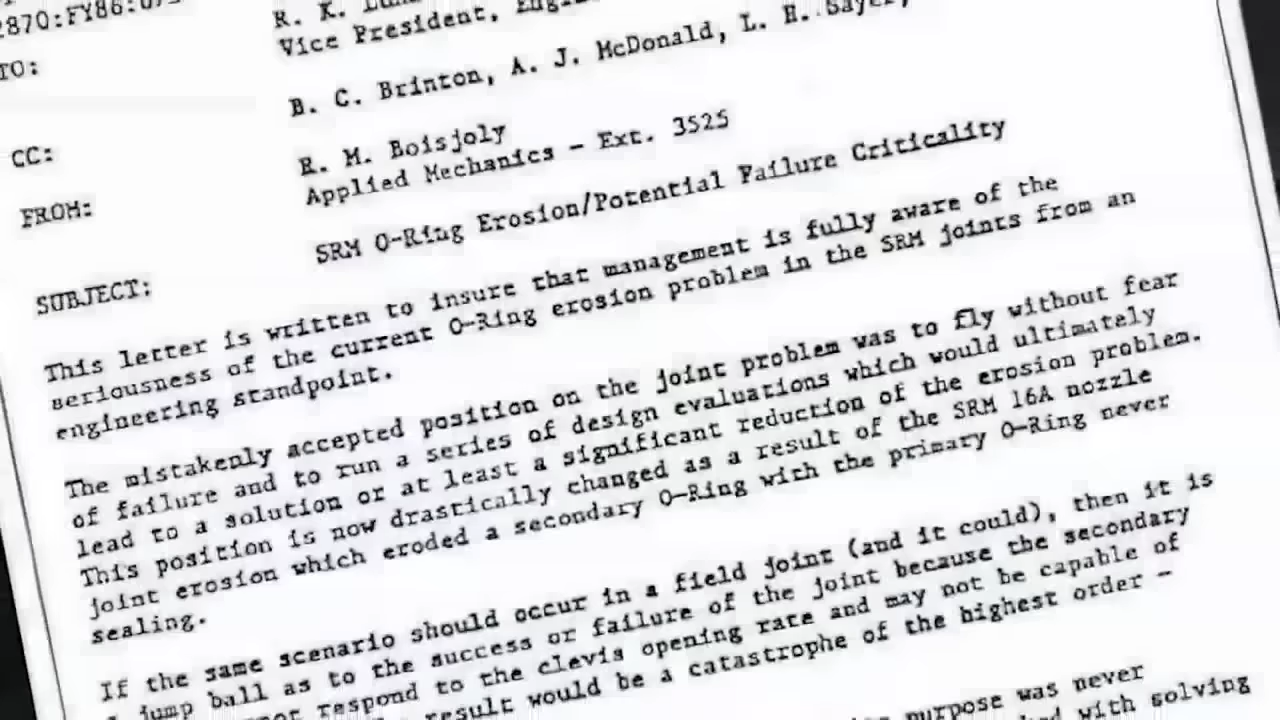 2870:FY86:073
R. K. Lund
Vice President, Engi
TO:
B. C. Brinton, A. J. McDonald, L. H. Sayer,
CC:
R. M. Boisjoly
Applied Mechanics - Ext. 3525
FROM:
SRM O-Ring Erosion/Potential Failure Criticality
SUBJECT:
This letter is written to insure that management is fully aware of the
seriousness of the current O-Ring erosion problem in the SRM joints from an
engineering standpoint.
The mistakenly accepted position on the joint problem was to fly without fear
of failure and to run a series of design evaluations which would ultimately
lead to a solution or at least a significant reduction of the erosion problem.
This position is now drastically changed as a result of the SRM 16A nozzle
joint erosion which eroded a secondary O-Ring with the primary O-Ring never
sealing.
If the same scenario should occur in a field joint (and it could), then it is
jump ball as to the success or failure of the joint because the secondary
respond to the clevis opening rate and may not be capable of
result would be a catastrophe of the highest order -
purpose was never
with solving